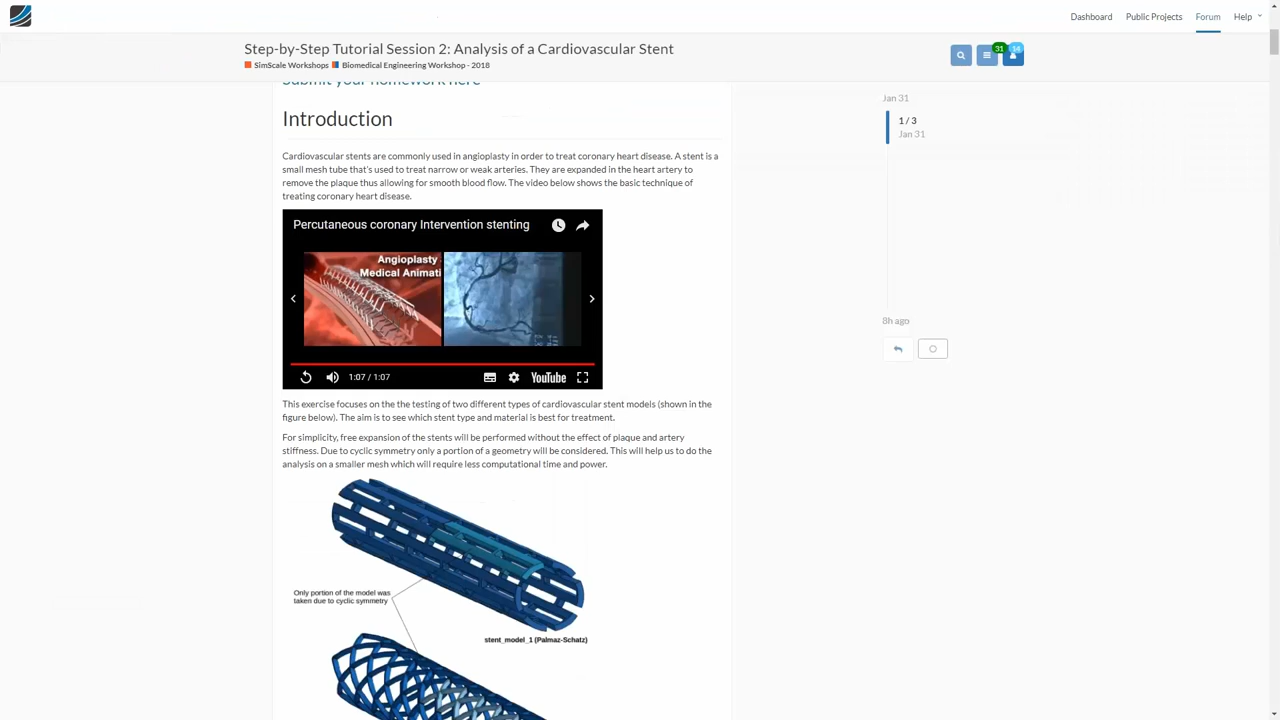 Dashboard Public Projects Forum Help
Step-by-Step Tutorial Session 2: Analysis of a Cardiovascular Stent
SimScale Workshops Biomedical Engineering Workshop - 2018
31 14
Submit your homework here
Introduction
Cardiovascular stents are commonly used in angioplasty in order to treat coronary heart disease. A stent is a
small mesh tube that's used to treat narrow or weak arteries. They are expanded in the heart artery to
remove the plaque thus allowing for smooth blood flow. The video below shows the basic technique of
treating coronary heart disease.
Percutaneous coronary Intervention stenting
Angioplasty
Medical Animati
1:07 / 1:07
YouTube
This exercise focuses on the the testing of two different types of cardiovascular stent models (shown in the
figure below). The aim is to see which stent type and material is best for treatment.
For simplicity, free expansion of the stents will be performed without the effect of plaque and artery
stiffness. Due to cyclic symmetry only a portion of a geometry will be considered. This will help us to do the
analysis on a smaller mesh which will require less computational time and power.
Only portion of the model was
taken due to cyclic symmetry
stent_model_1 (Palmaz-Schatz)
Jan 31
1 / 3
Jan 31
8h ago